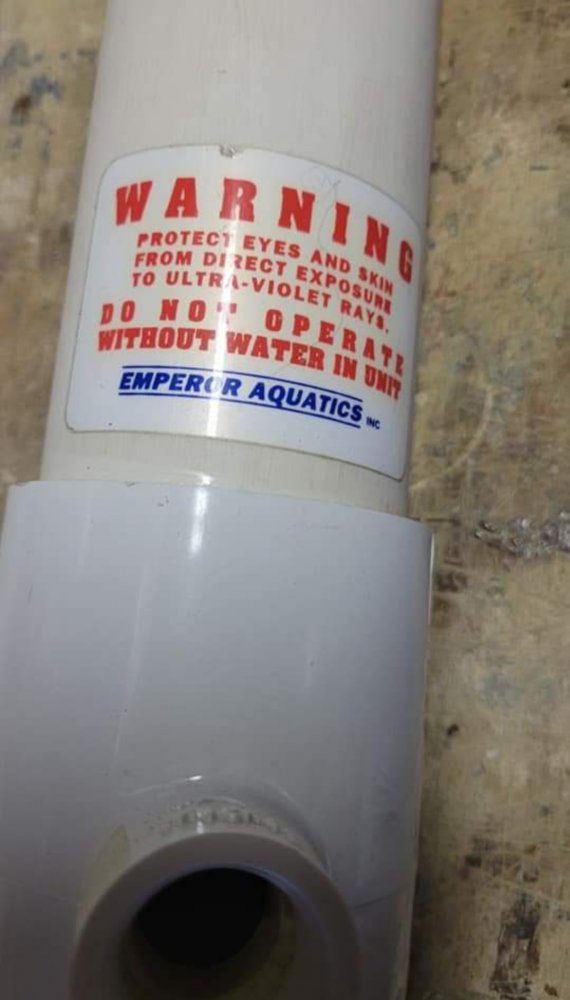 WARNING
PROTECT EYES AND SKIN
FROM DIRECT EXPOSURE
TO ULTRA-VIOLET RAYS.
DO NOT OPERATE
WITHOUT WATER IN UNIT
EMPEROR AQUATICS INC